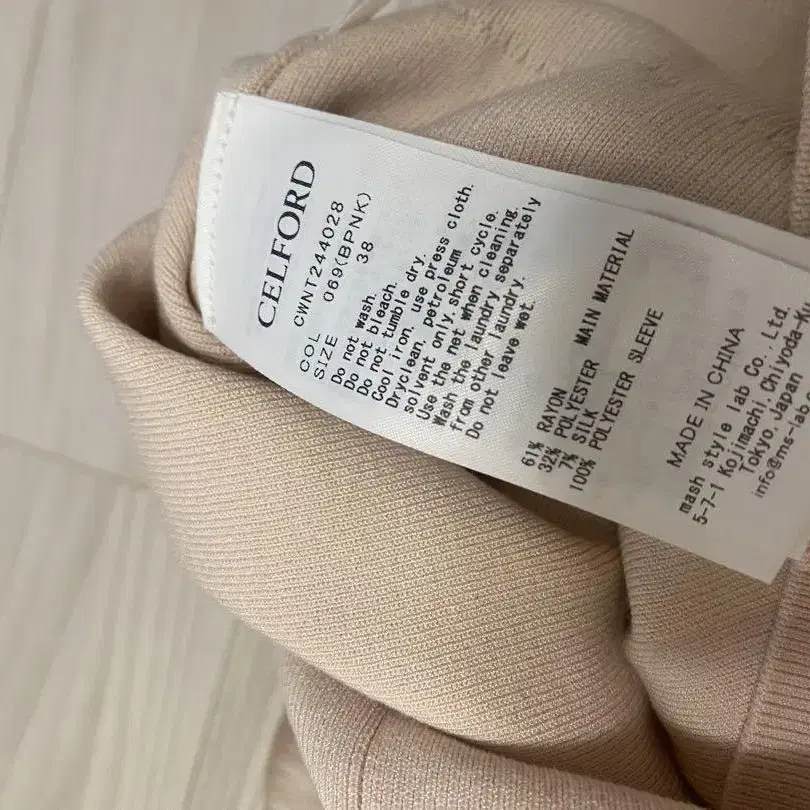 CELFORD
CWNT244028
COL 069(BPNK)
SIZE 38
Do not wash.
Do not bleach.
Do not tumble dry.
Cool iron, use press cloth.
Dryclean, petroleum
solvent only, short cycle.
Use the net when cleaning.
Wash the laundry separately
from other laundry.
Do not leave wet.
61% RAYON MAIN MATERIAL
32% POLYESTER
7% SILK
100% POLYESTER SLEEVE
MADE IN CHINA
mash style lab Co., Ltd.
5-7-1 Kojimachi, Chiyoda-Ku
Tokyo, Japan
info@ms-lab.